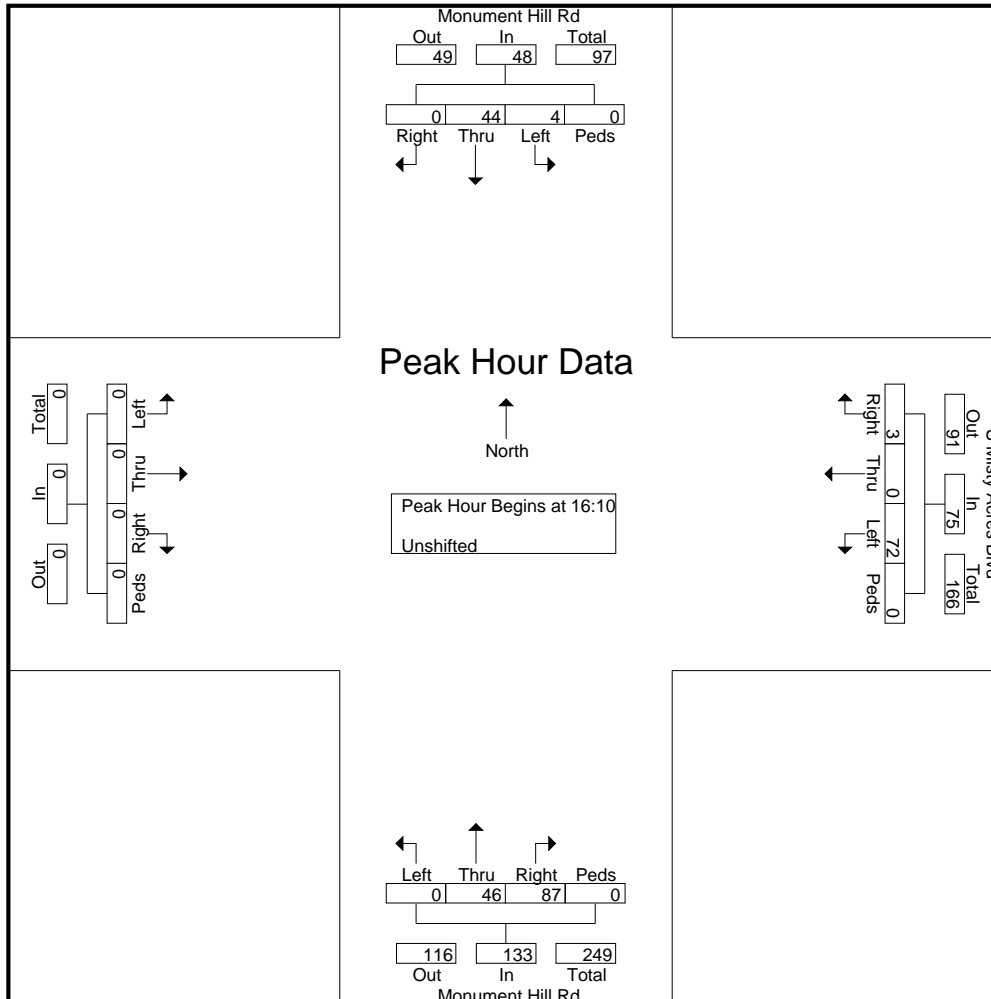 Monument Hill Rd
Out In Total
49 48 97
0 44 4 0
Right Thru Left Peds
Peak Hour Data
North
Peak Hour Begins at 16:10
Unshifted
Total In Out
0 0 0
0 0 0 0
Left Thru Right Peds
Right Thru Left Peds
3 0 72 0
91 75 166
Out In Total
Misty Acres Blvd
Left Thru Right Peds
0 46 87 0
116 133 249
Out In Total
Monument Hill Rd